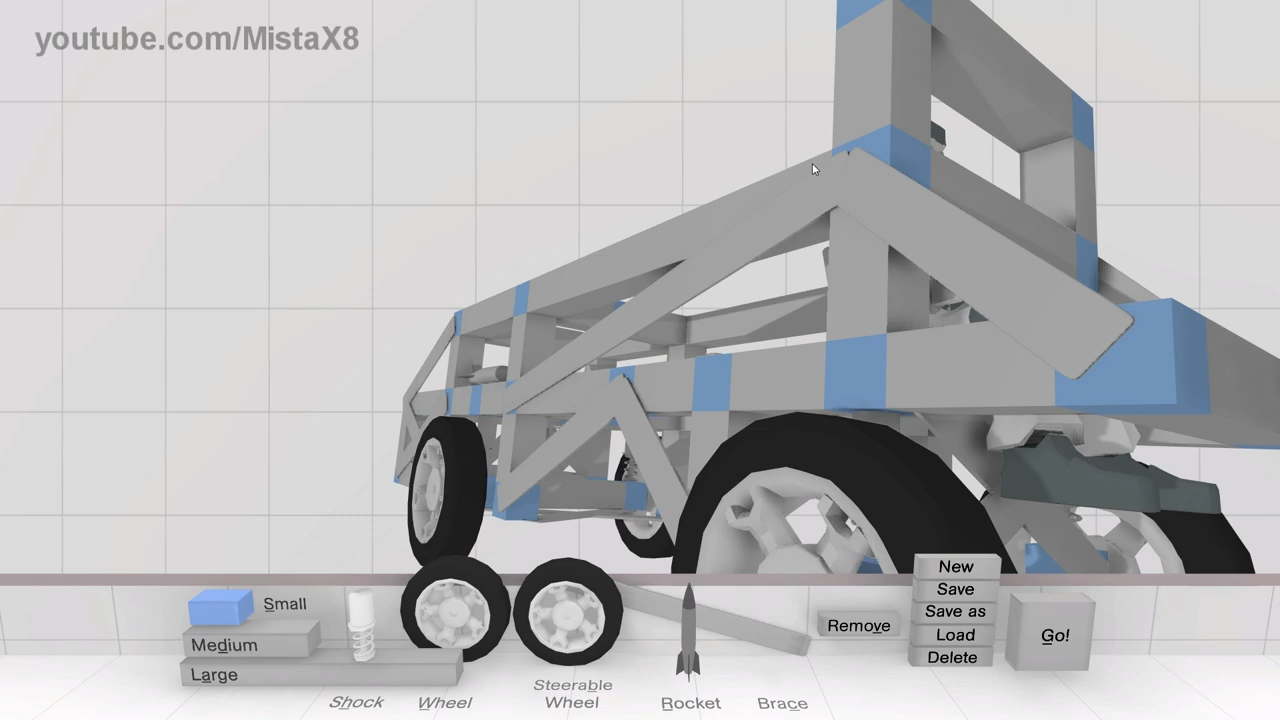 youtube.com/MistaX8
Small
Medium
Large
Shock
Wheel
Steerable
Wheel
Rocket
Brace
Remove
New
Save
Save as
Load
Delete
Go!